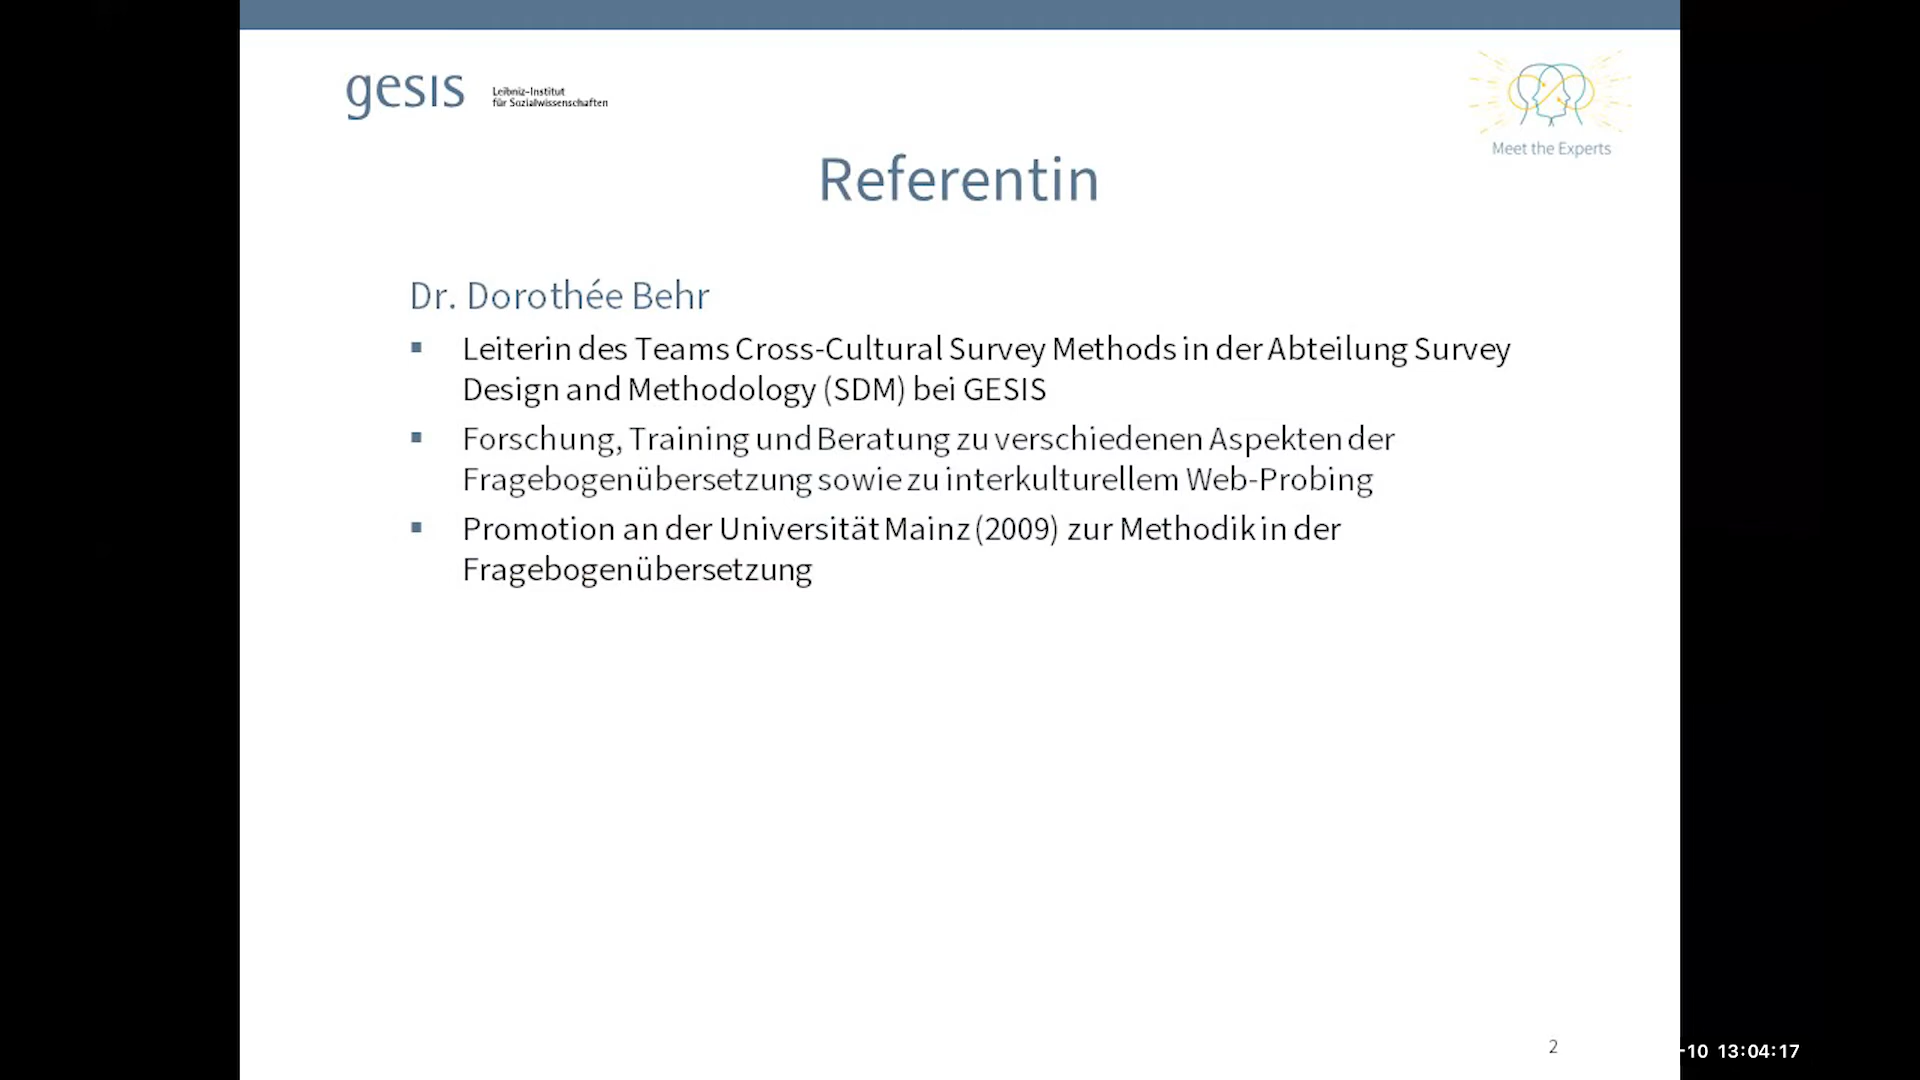 gesis
Leibniz-Institut
für Sozialwissenschaften
Meet the Experts
Referentin
Dr. Dorothée Behr
▪ Leiterin des Teams Cross-Cultural Survey Methods in der Abteilung Survey
Design and Methodology (SDM) bei GESIS
▪ Forschung, Training und Beratung zu verschiedenen Aspekten der
Fragebogenübersetzung sowie zu interkulturellem Web-Probing
▪ Promotion an der Universität Mainz (2009) zur Methodik in der
Fragebogenübersetzung
2
-10 13:04:17